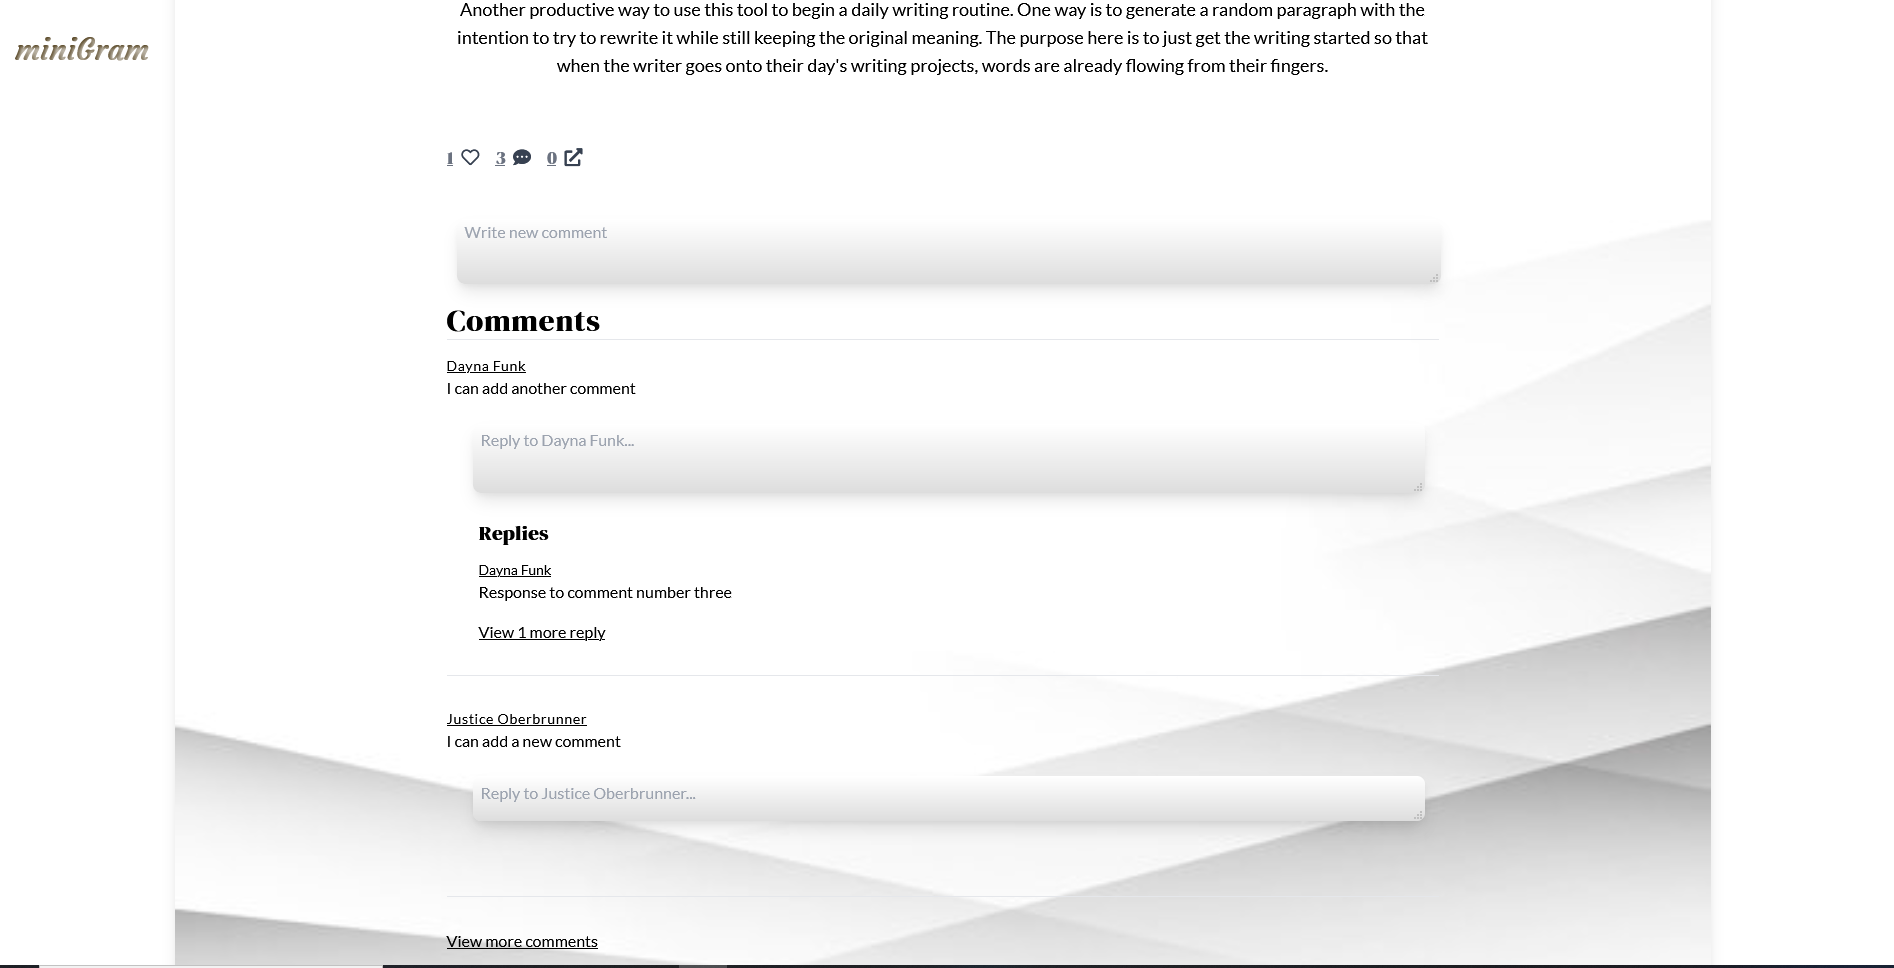 Another productive way to use this tool to begin a daily writing routine. One way is to generate a random paragraph with the
miniGram
intention to try to rewrite it while still keeping the original meaning. The purpose here is to just get the writing started so that
when the writer goes onto their day's writing projects, words are already flowing from their fingers.
1 3 0
Write new comment
Comments
Dayna Funk
I can add another comment
Reply to Dayna Funk...
Replies
Dayna Funk
Response to comment number three
View 1 more reply
Justice Oberbrunner
I can add a new comment
Reply to Justice Oberbrunner...
View more comments